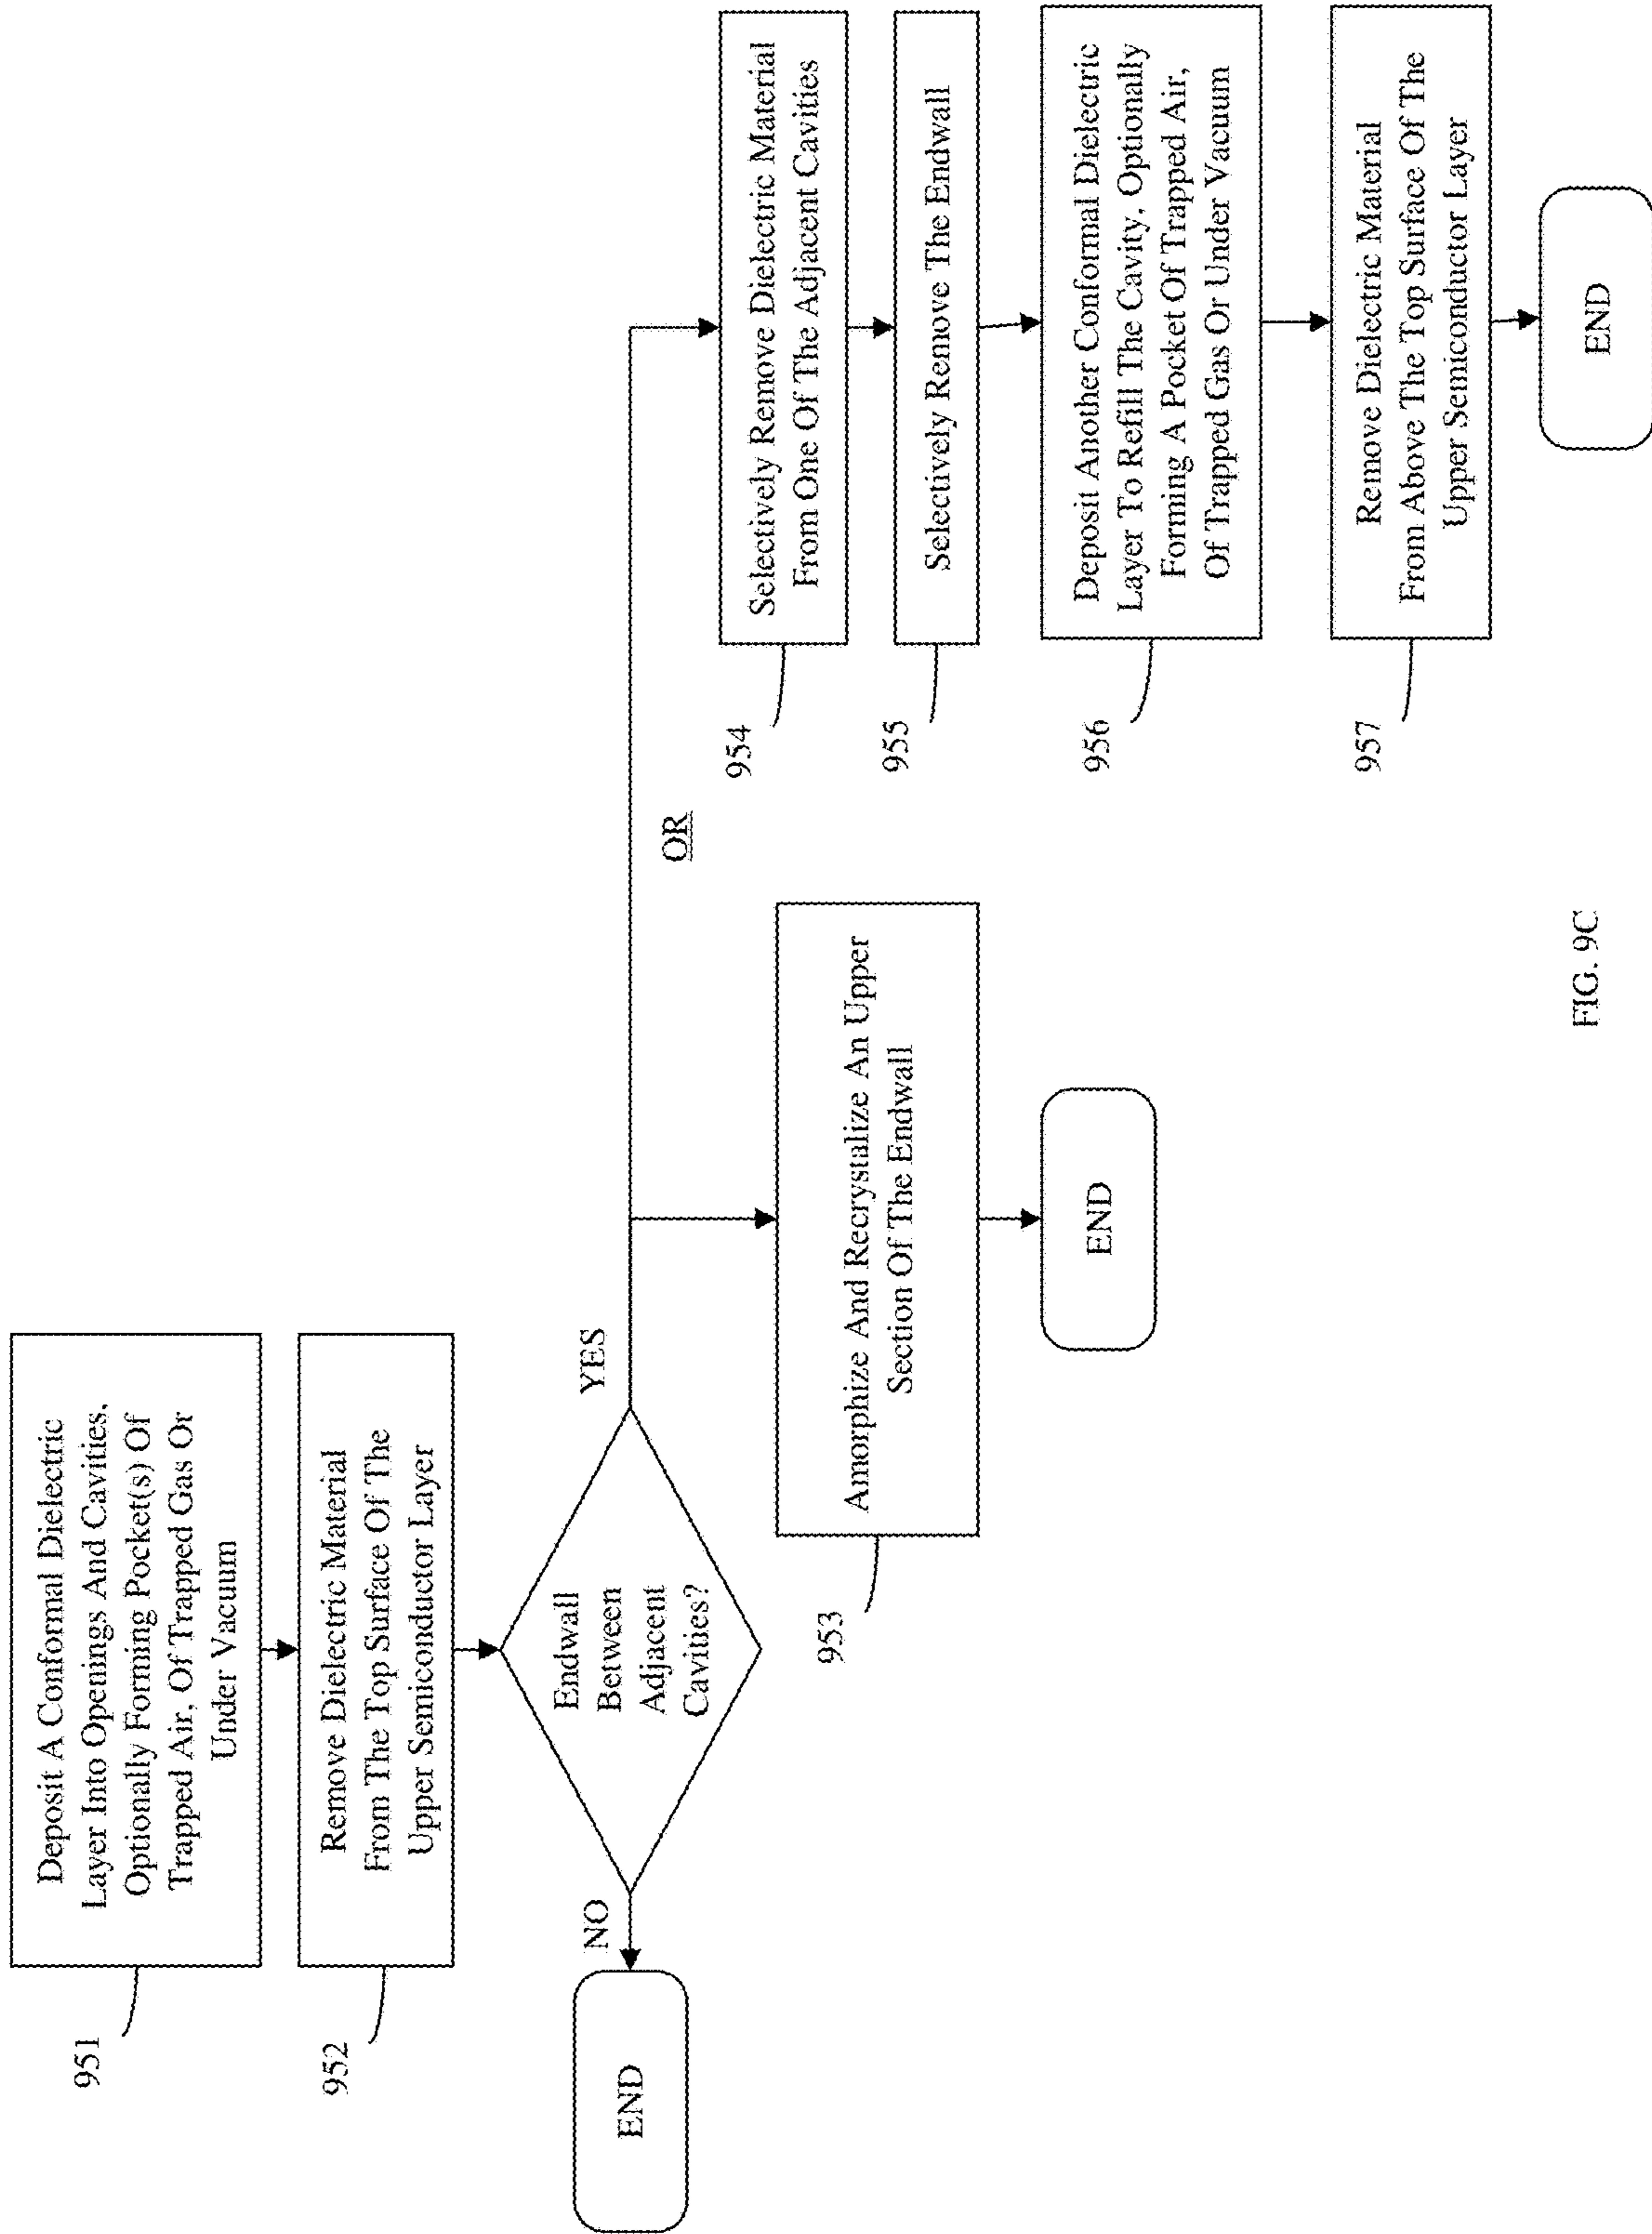 951
Deposit A Conformal Dielectric
Layer Into Openings And Cavities,
Optionally Forming Pocket(s) Of
Trapped Air, Of Trapped Gas Or
Under Vacuum
952
Remove Dielectric Material
From The Top Surface Of The
Upper Semiconductor Layer
Endwall
Between
Adjacent
Cavities?
NO
END
YES
OR
953
Amorphize And Recrystalize An Upper
Section Of The Endwall
END
954
Selectively Remove Dielectric Material
From One Of The Adjacent Cavities
955
Selectively Remove The Endwall
956
Deposit Another Conformal Dielectric
Layer To Refill The Cavity, Optionally
Forming A Pocket Of Trapped Air,
Of Trapped Gas Or Under Vacuum
957
Remove Dielectric Material
From Above The Top Surface Of The
Upper Semiconductor Layer
END
FIG. 9C